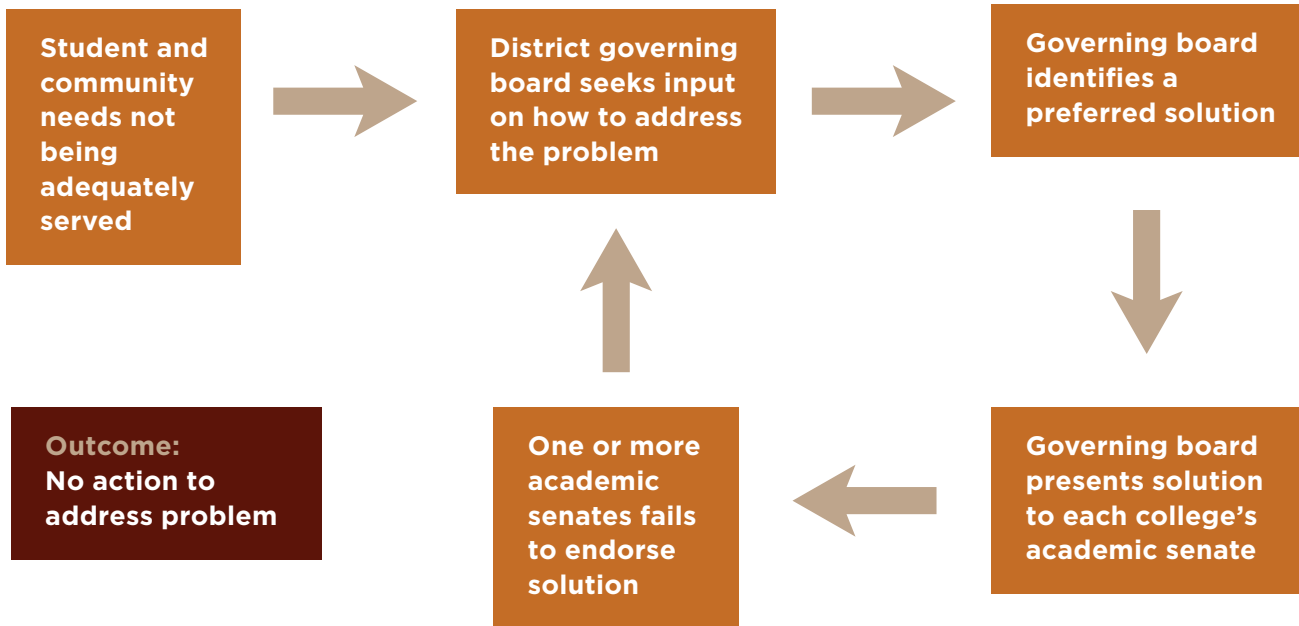 Student and
community
needs not
being
adequately
served
District governing
board seeks input
on how to address
the problem
Governing board
identifies a
preferred solution
Governing board
presents solution
to each college’s
academic senate
One or more
academic
senates fails
to endorse
solution
Outcome:
No action to
address problem